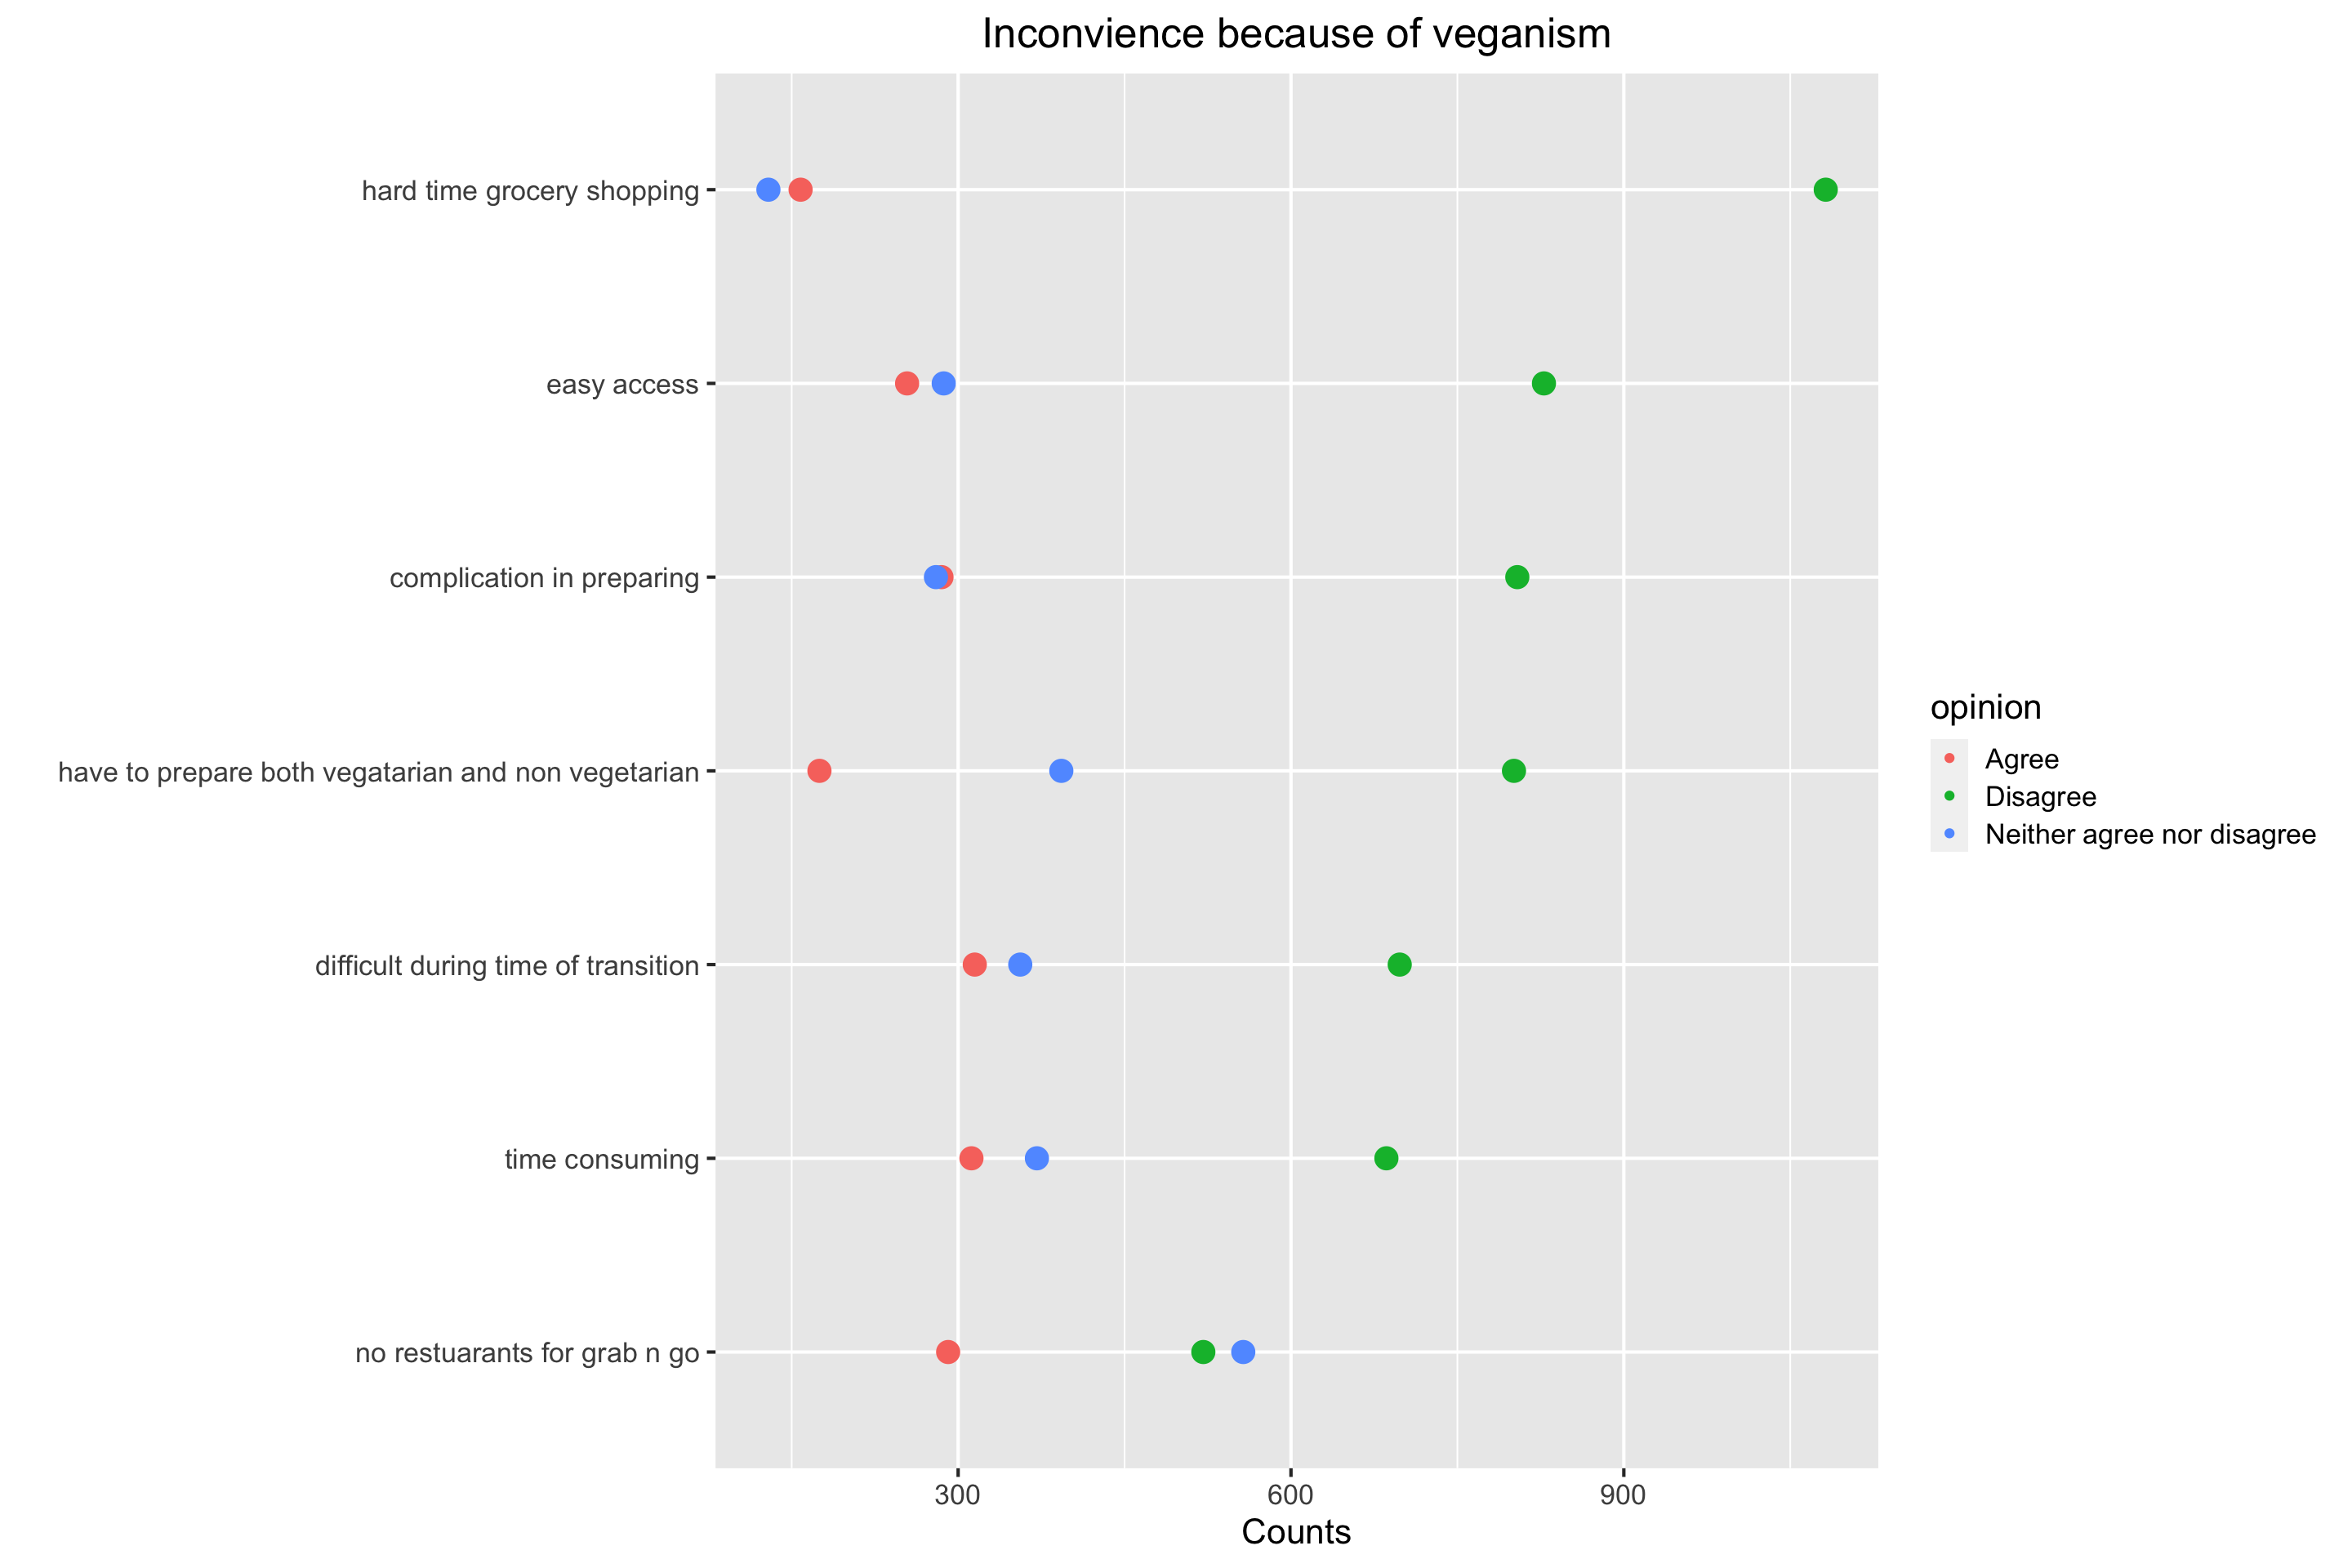 Inconvience because of veganism
hard time grocery shopping
easy access
complication in preparing
have to prepare both vegatarian and non vegetarian
difficult during time of transition
time consuming
no restuarants for grab n go
300
600
900
Counts
opinion
Agree
Disagree
Neither agree nor disagree